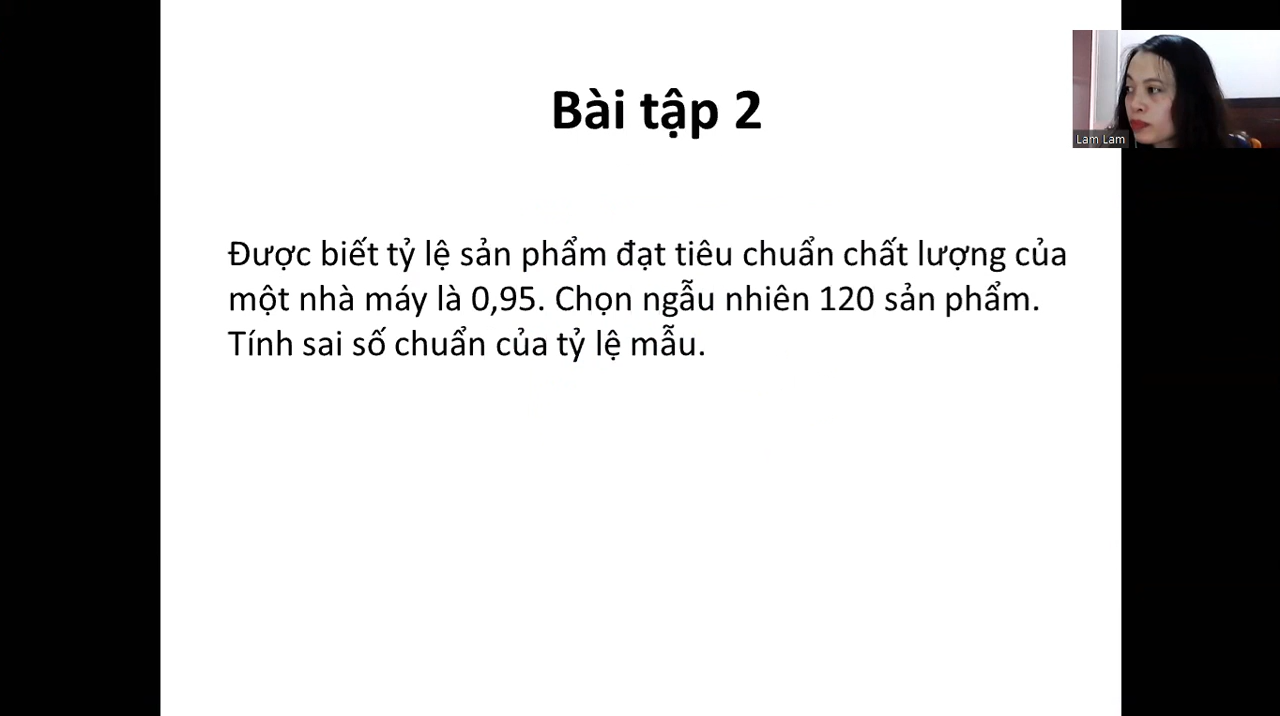 Bài tập 2
Lam Lam
Được biết tỷ lệ sản phẩm đạt tiêu chuẩn chất lượng của
một nhà máy là 0,95. Chọn ngẫu nhiên 120 sản phẩm.
Tính sai số chuẩn của tỷ lệ mẫu.